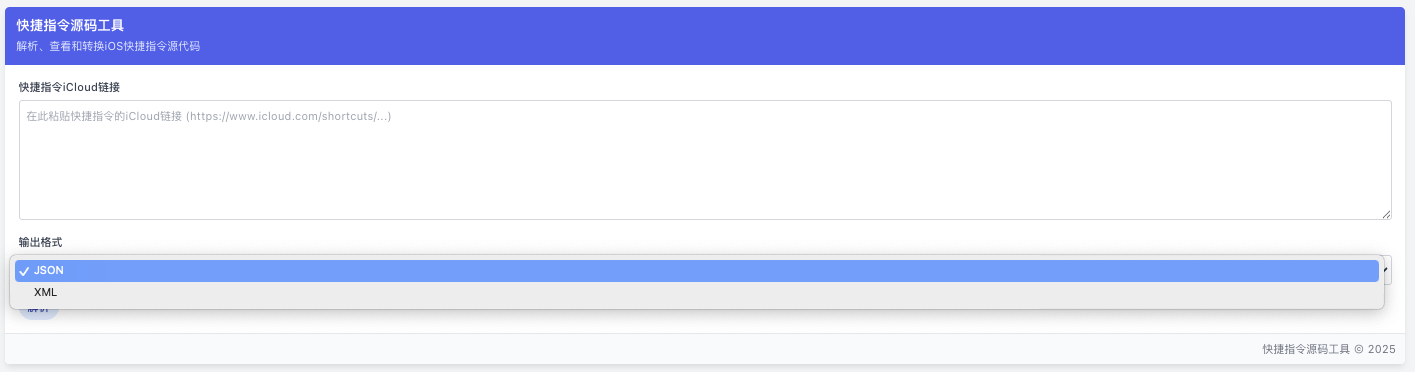 快捷指令源码工具
解析、查看和转换iOS快捷指令源代码
快捷指令iCloud链接
在此粘贴快捷指令的iCloud链接 (https://www.icloud.com/shortcuts/...)
输出格式
✓ JSON
XML
解析
快捷指令源码工具 © 2025